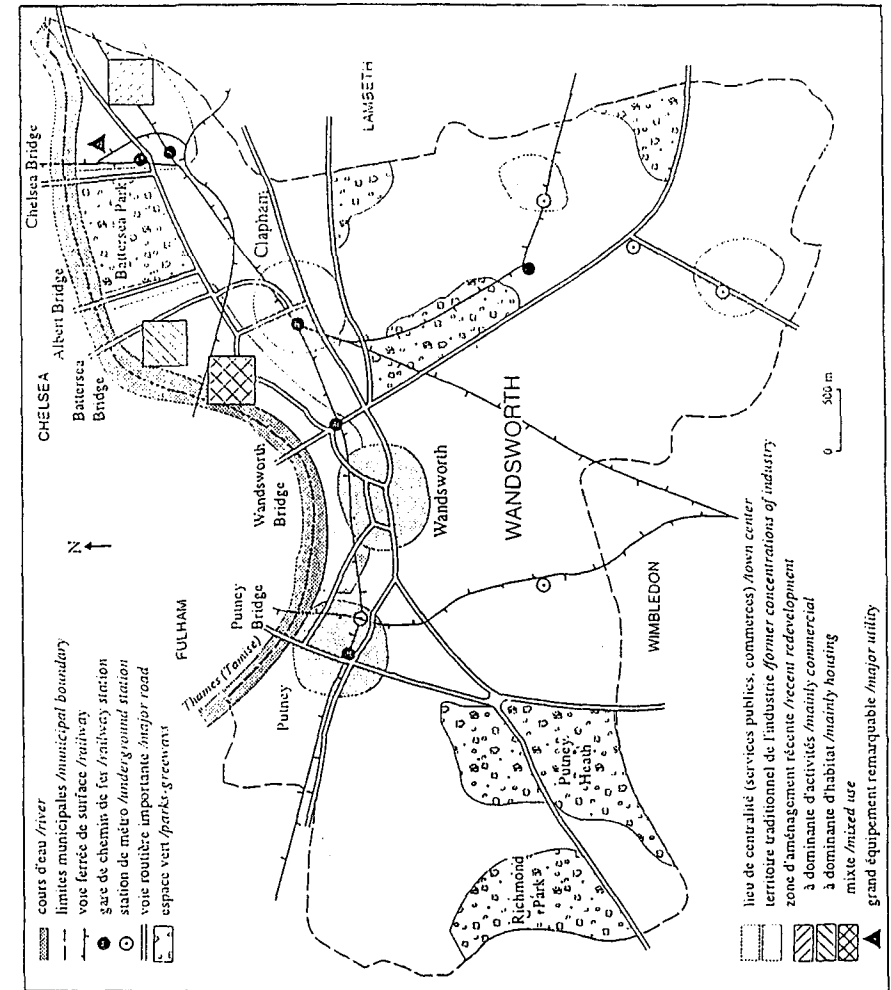 cours d'eau /river
limites municipales /municipal boundary
voie ferrée de surface /railway
gare de chemin de fer /railway station
station de métro /underground station
voie routière importante /major road
espace vert /parks-greeways
CHELSEA
Chelsea Bridge
Albert Bridge
Battersea
Bridge
Battersea Park
Clapham
LAMBETH
N
FULHAM
Thames (Tamise)
Putney
Bridge
Putney
Wandsworth
Bridge
Wandsworth
WANDSWORTH
WIMBLEDON
Putney
Heath
Richmond
Park
0 500 m
lieu de centralité (services publics, commerces) /town center
territoire traditionnel de l'industrie /former concentrations of industry
zone d'aménagement récente /recent redevelopment
à dominante d'activités /mainly commercial
à dominante d'habitat /mainly housing
mixte /mixed use
grand équipement remarquable /major utility